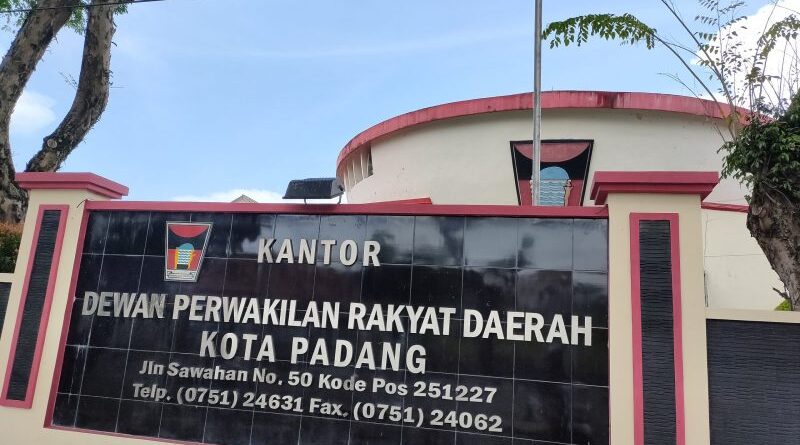 KANTOR
DEWAN PERWAKILAN RAKYAT DAERAH
KOTA PADANG
Jln Sawahan No. 50 Kode Pos 251227
Telp. (0751) 24631 Fax. (0751) 24062